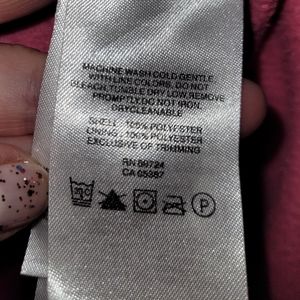 MACHINE WASH COLD GENTLE
WITH LIKE COLORS. DO NOT
BLEACH, TUMBLE DRY LOW, REMOVE
PROMPTLY. DO NOT IRON.
DRYCLEANABLE
SHELL : 100% POLYESTER
LINING : 100% POLYESTER
EXCLUSIVE OF TRIMMING
RN 59724
CA 05387
P